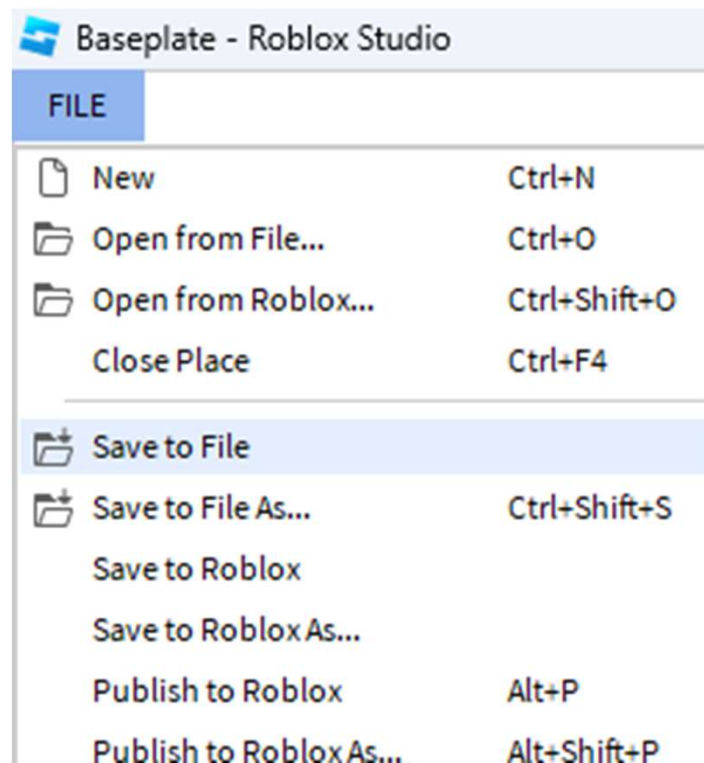 Baseplate - Roblox Studio
FILE
New Ctrl+N
Open from File... Ctrl+O
Open from Roblox... Ctrl+Shift+O
Close Place Ctrl+F4
Save to File
Save to File As... Ctrl+Shift+S
Save to Roblox
Save to Roblox As...
Publish to Roblox Alt+P
Publish to Roblox As... Alt+Shift+P